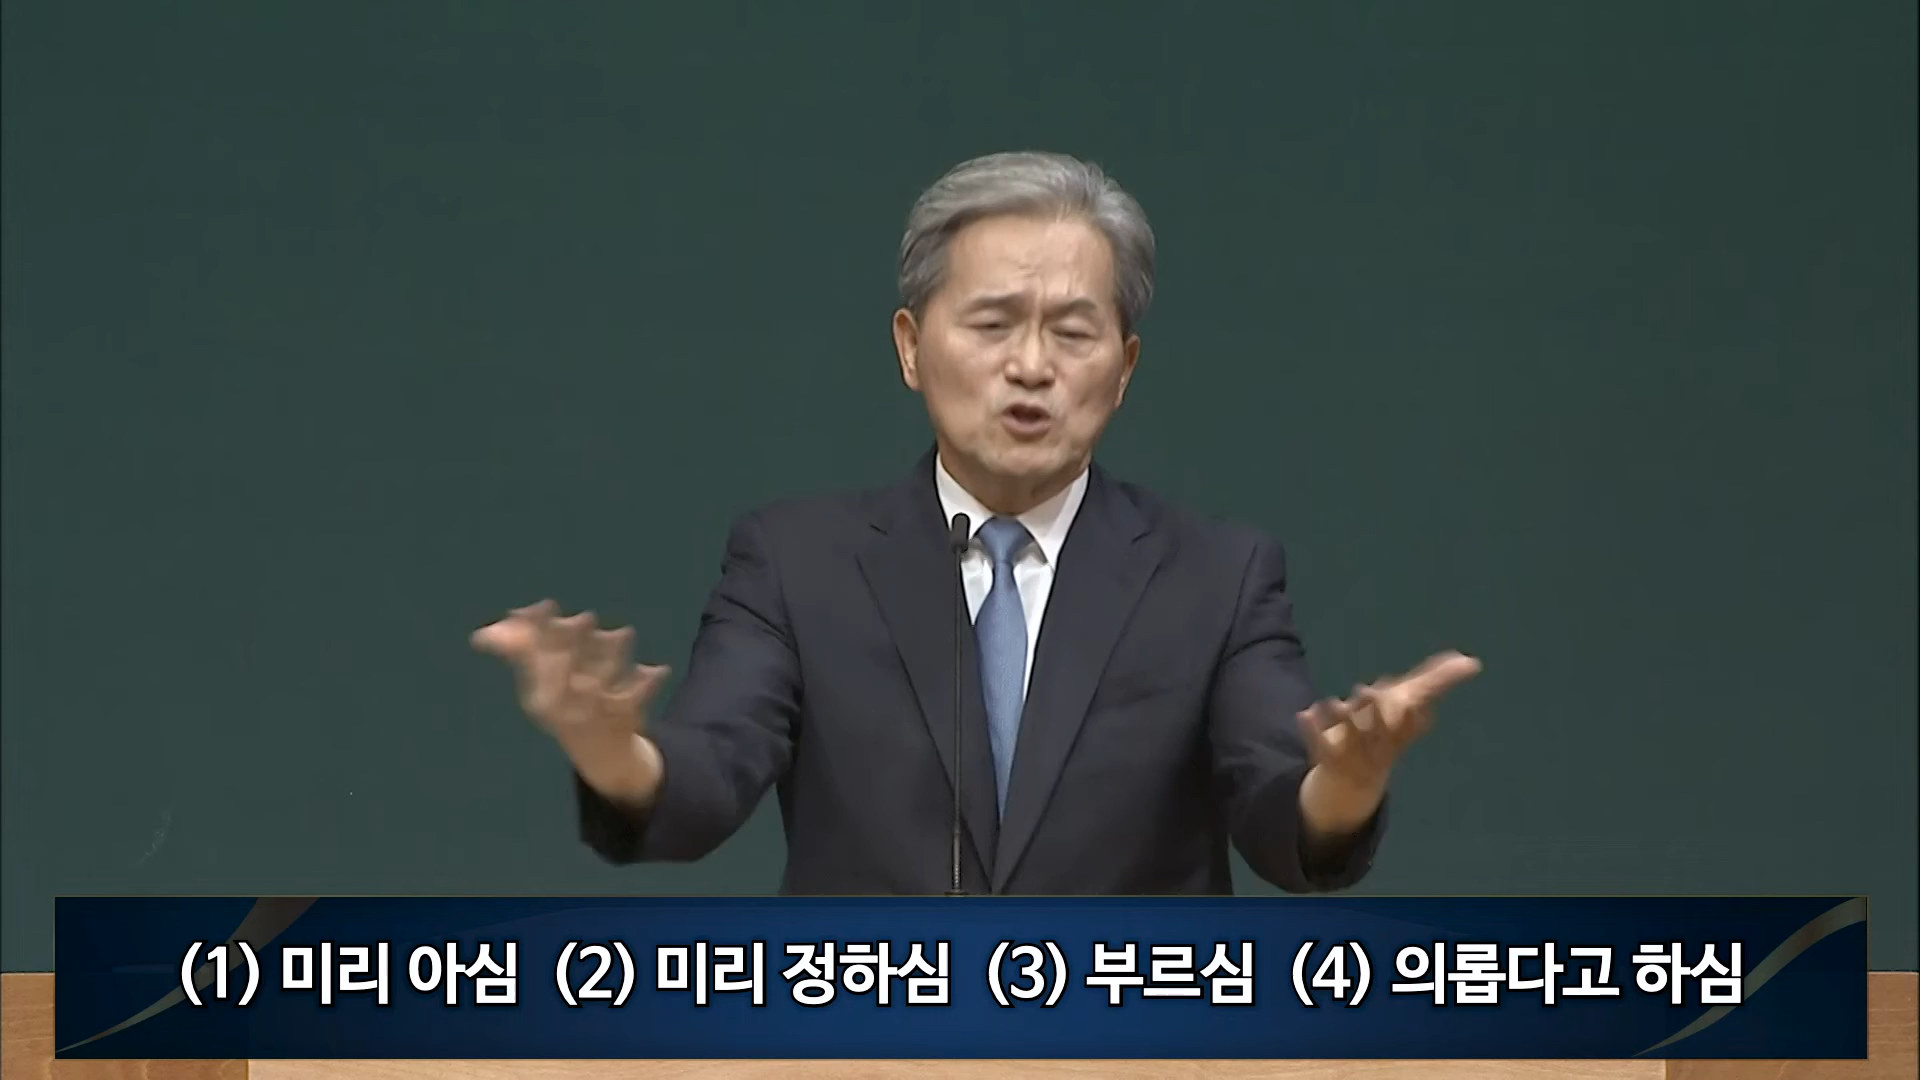 (1) 미리 아심 (2) 미리 정하심 (3) 부르심 (4) 의롭다고 하심